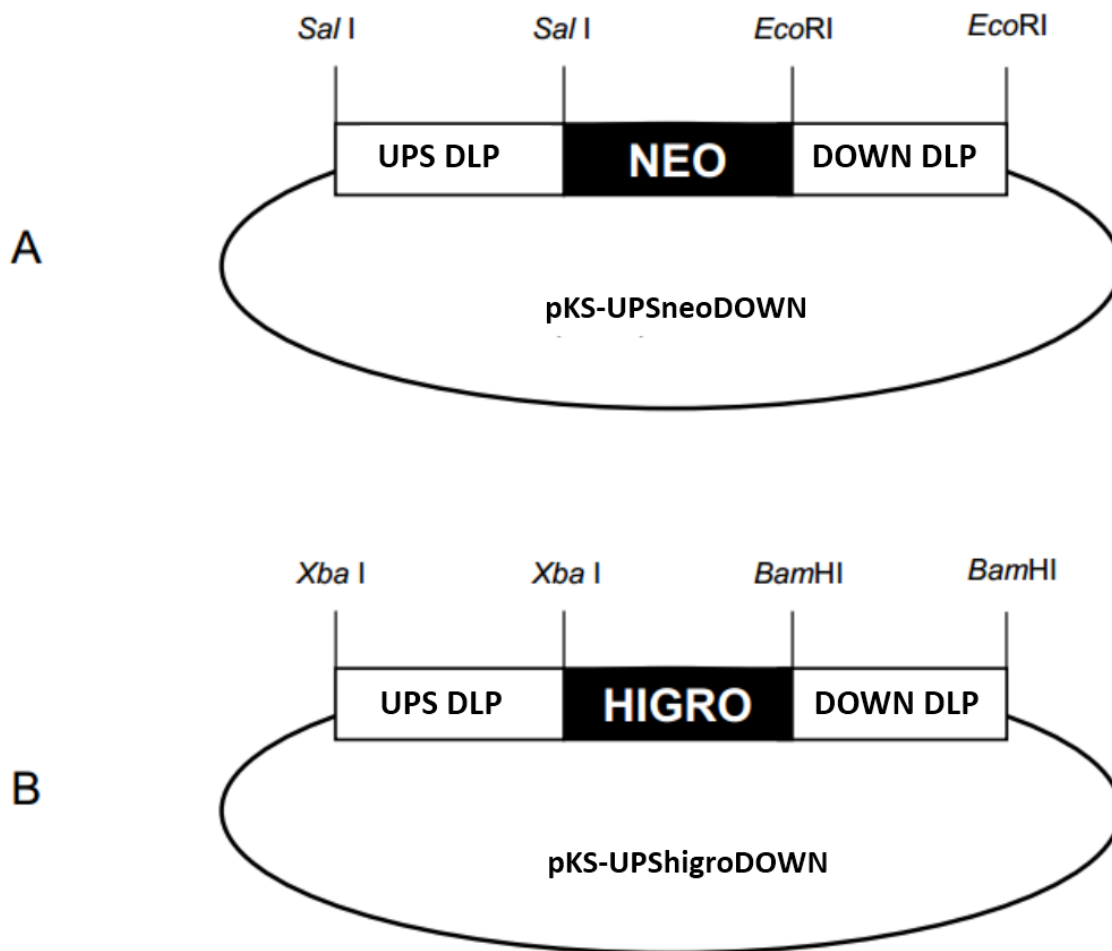 Sal I Sal I EcoRI EcoRI
UPS DLP NEO DOWN DLP
A
pKS-UPSneoDOWN
Xba I Xba I BamHI BamHI
UPS DLP HIGRO DOWN DLP
B
pKS-UPShigroDOWN